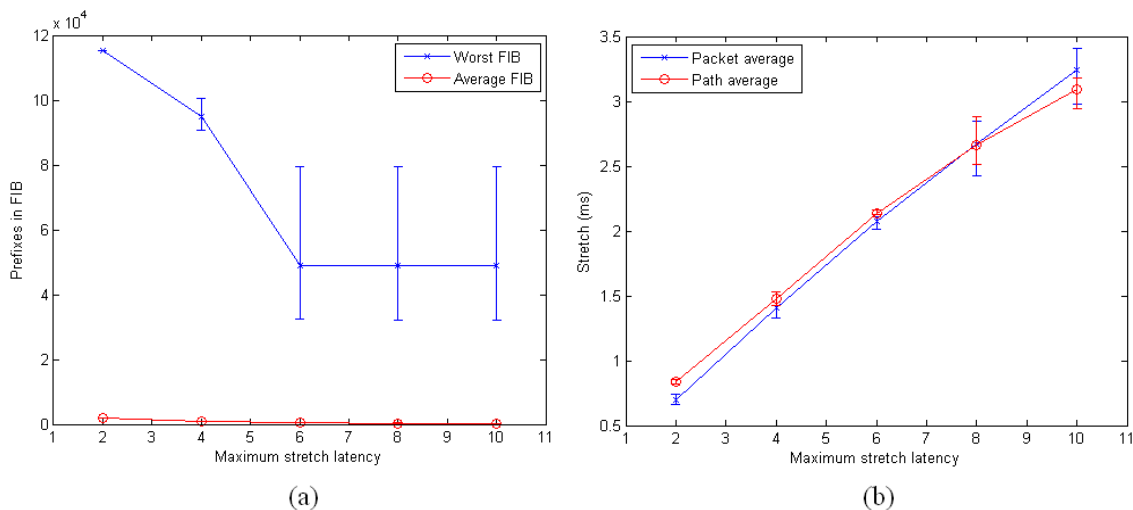 x 10^4
12
10
8
6
4
2
0
Prefixes in FIB
Worst FIB
Average FIB
1 2 3 4 5 6 7 8 9 10 11
Maximum stretch latency
(a)
3.5
3
2.5
2
1.5
1
0.5
Stretch (ms)
Packet average
Path average
1 2 3 4 5 6 7 8 9 10 11
Maximum stretch latency
(b)